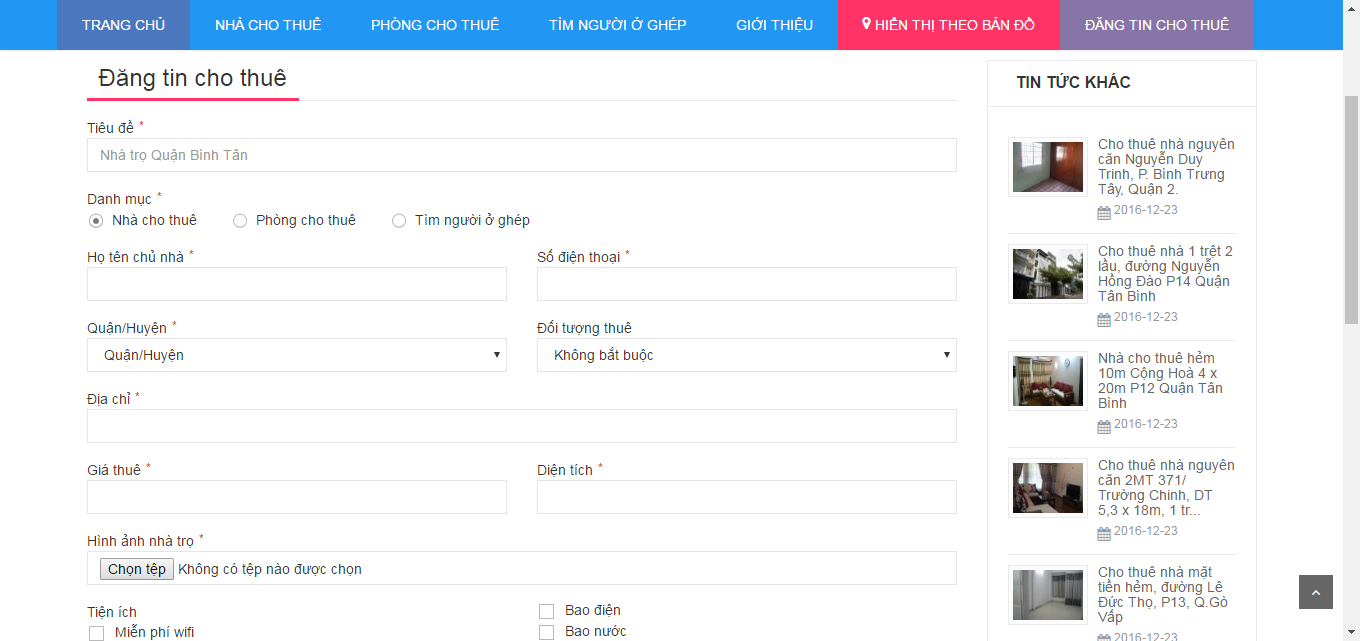 TRANG CHỦ NHÀ CHO THUÊ PHÒNG CHO THUÊ TÌM NGƯỜI Ở GHÉP GIỚI THIỆU HIỂN THỊ THEO BẢN ĐỒ ĐĂNG TIN CHO THUÊ
Đăng tin cho thuê
Tiêu đề *
Nhà trọ Quận Bình Tân
Danh mục *
Nhà cho thuê Phòng cho thuê Tìm người ở ghép
Họ tên chủ nhà * Số điện thoại *
Quận/Huyện * Đối tượng thuê
Quận/Huyện Không bắt buộc
Địa chỉ *
Giá thuê * Diện tích *
Hình ảnh nhà trọ *
Chọn tệp Không có tệp nào được chọn
Tiện ích
Miễn phí wifi
Bao điện
Bao nước
TIN TỨC KHÁC
Cho thuê nhà nguyên
căn Nguyễn Duy
Trinh, P. Bình Trưng
Tây, Quận 2.
2016-12-23
Cho thuê nhà 1 trệt 2
lầu, đường Nguyễn
Hồng Đào P14 Quận
Tân Bình
2016-12-23
Nhà cho thuê hẻm
10m Cộng Hoà 4 x
20m P12 Quận Tân
Bình
2016-12-23
Cho thuê nhà nguyên
căn 2MT 371/
Trường Chinh, DT
5,3 x 18m, 1 tr...
2016-12-23
Cho thuê nhà mặt
tiền hẻm, đường Lê
Đức Thọ, P13, Q.Gò
Vấp
2016-12-23